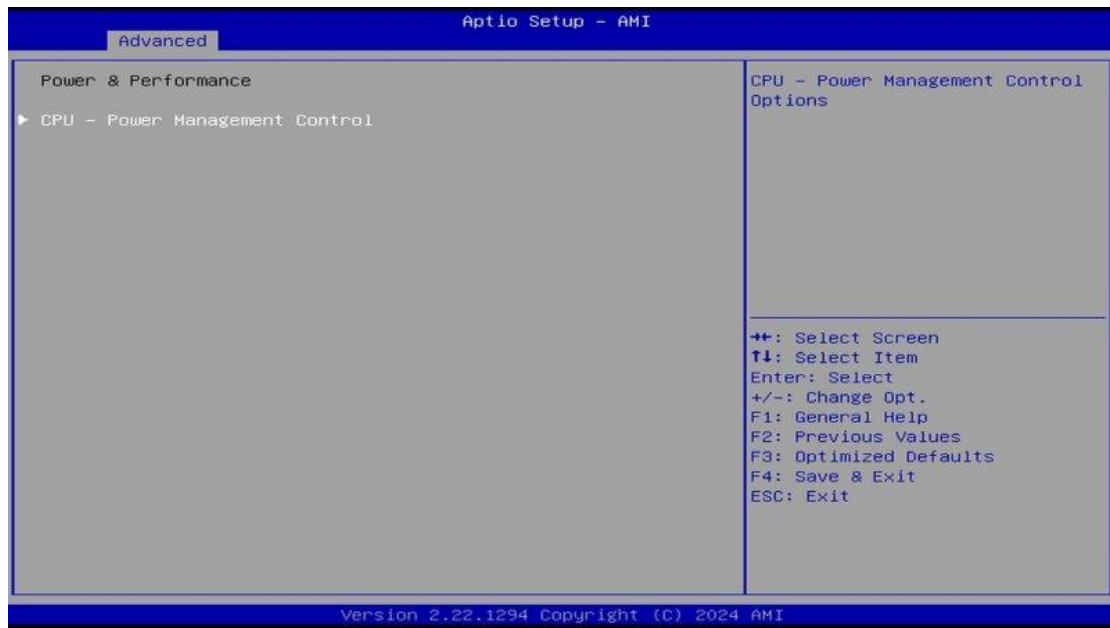 Aptio Setup – AMI
Advanced
Power & Performance
► CPU – Power Management Control
CPU – Power Management Control
Options
→←: Select Screen
↑↓: Select Item
Enter: Select
+/-: Change Opt.
F1: General Help
F2: Previous Values
F3: Optimized Defaults
F4: Save & Exit
ESC: Exit
Version 2.22.1294 Copyright (C) 2024 AMI